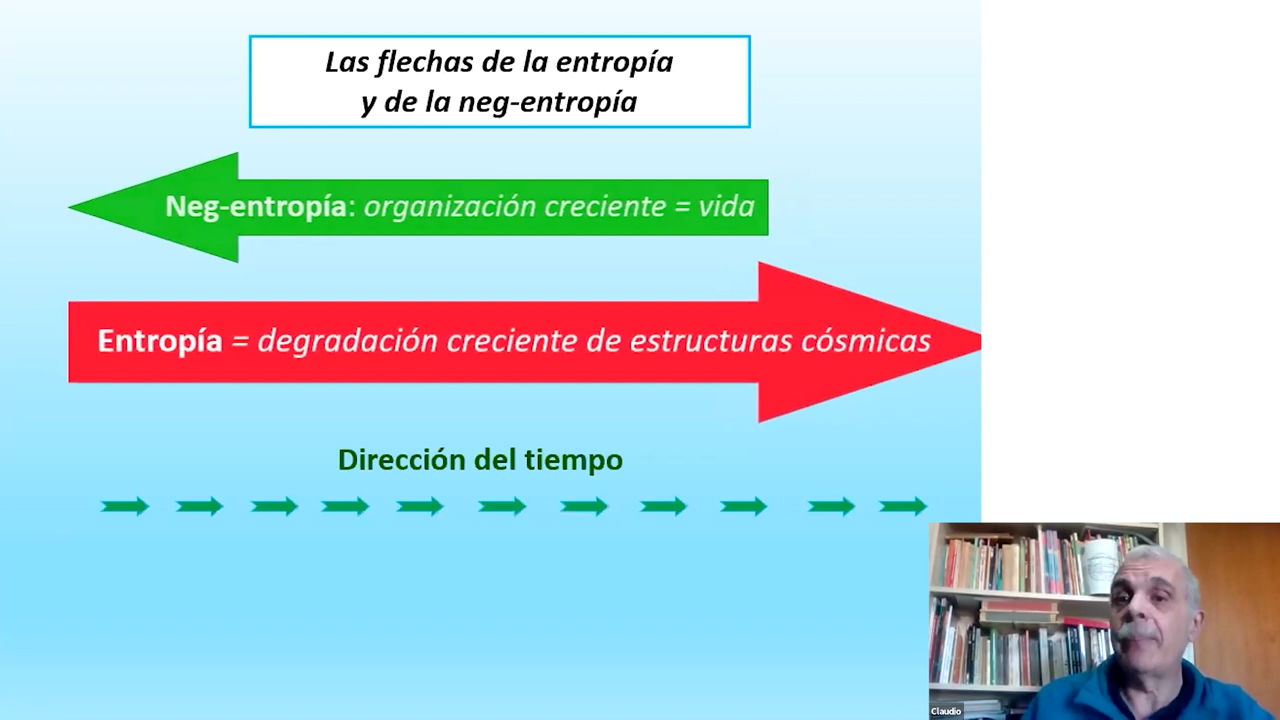 Las flechas de la entropía
y de la neg-entropía
Neg-entropía: organización creciente = vida
Entropía = degradación creciente de estructuras cósmicas
Dirección del tiempo
Claudio